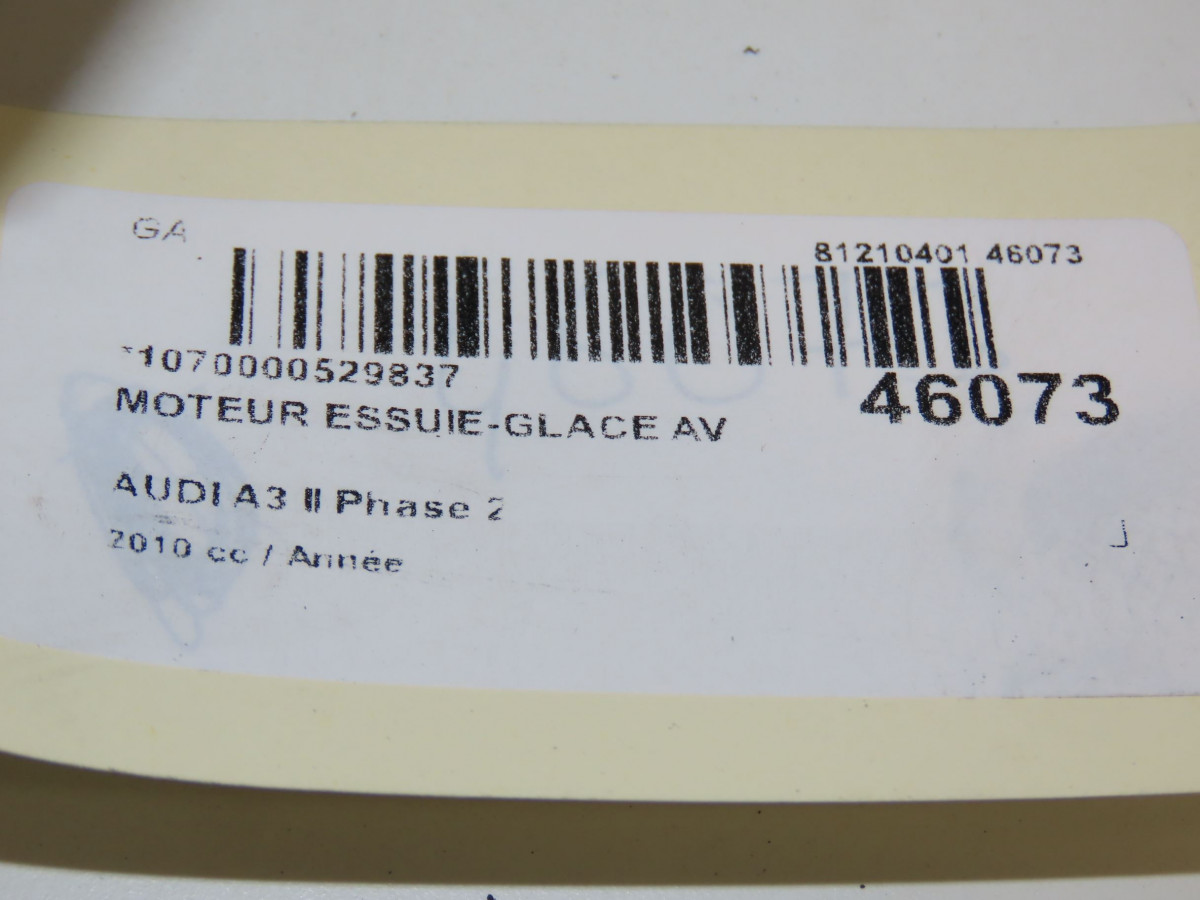 GA
81210401 46073
*1070000529837
46073
MOTEUR ESSUIE-GLACE AV
AUDI A3 II Phase 2
2010 cc / Année